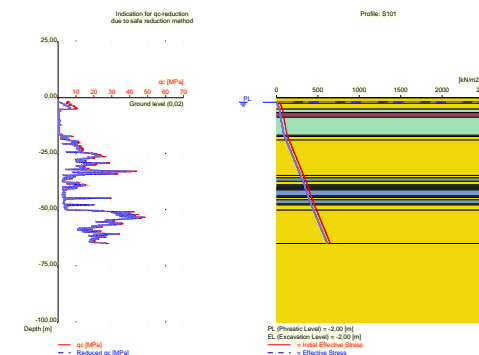 Indication for qc-reduction
due to safe reduction method
Profile: S101
25,00
qc [MPa]
[kN/m2
0,00
10 20 30 40 50 60 70
Ground level (0,02)
PL
0 500 1000 1500 2000
-25,00
-50,00
-75,00
-100,00
Depth [m]
qc [MPa]
Reduced qc [MPa]
PL (Phreatic Level) = -2,00 [m]
EL (Excavation Level) = -2,00 [m]
= Initial Effective Stress
= Effective Stress